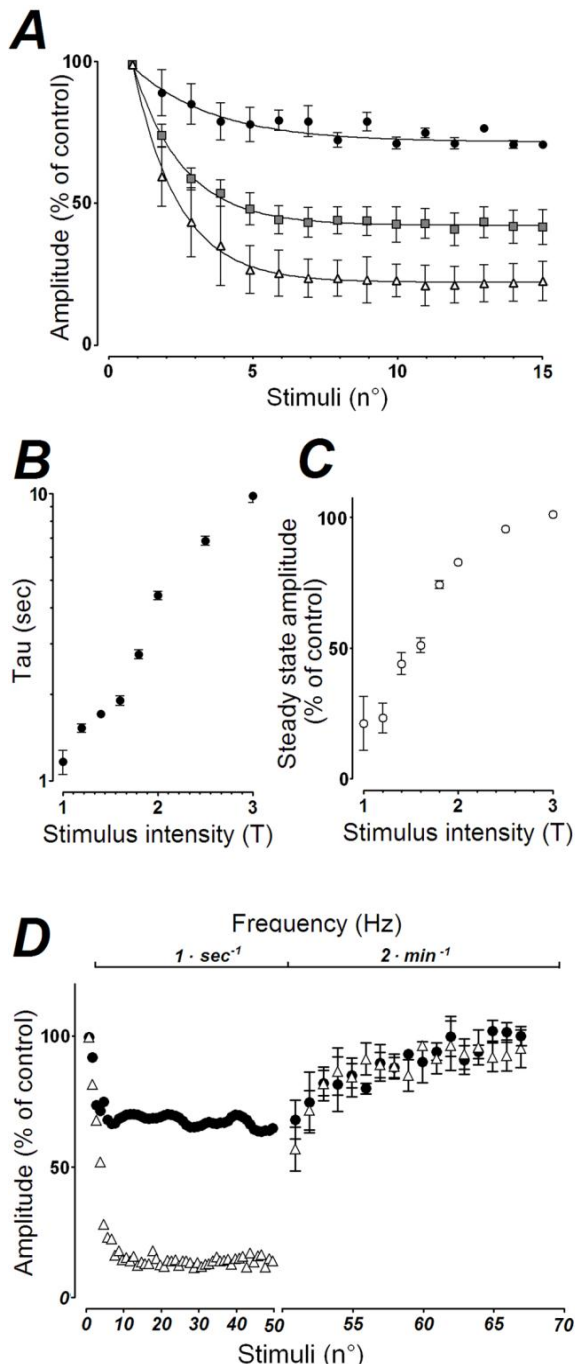 A
Amplitude (% of control)
100
50
0
0
5
10
15
Stimuli (n°)
B
Tau (sec)
10
1
1
2
3
Stimulus intensity (T)
C
Steady state amplitude
(% of control)
100
50
0
1
2
3
Stimulus intensity (T)
D
Frequency (Hz)
1 · sec⁻¹
2 · min⁻¹
Amplitude (% of control)
100
50
0
0
10
20
30
40
50
55
60
65
70
Stimuli (n°)